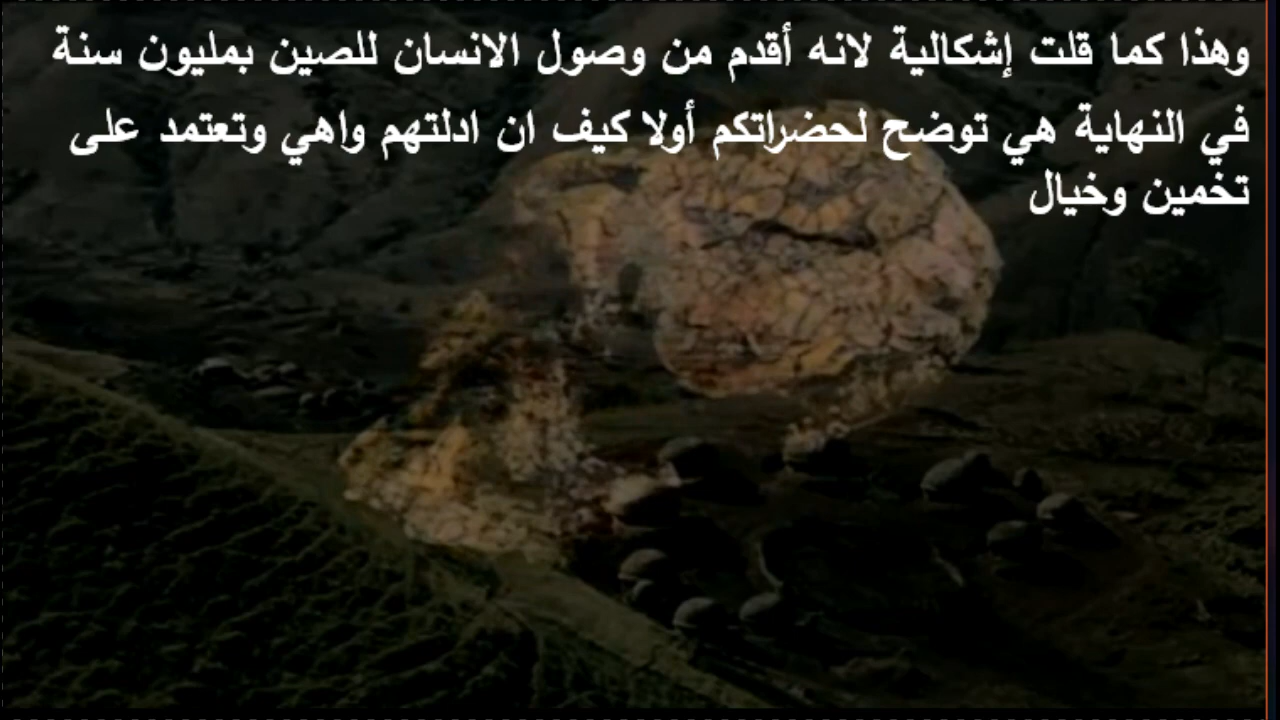 وهذا كما قلت إشكالية لانه أقدم من وصول الانسان للصين بمليون سنة
في النهاية هي توضح لحضراتكم أولا كيف ان ادلتهم واهي وتعتمد على
تخمين وخيال